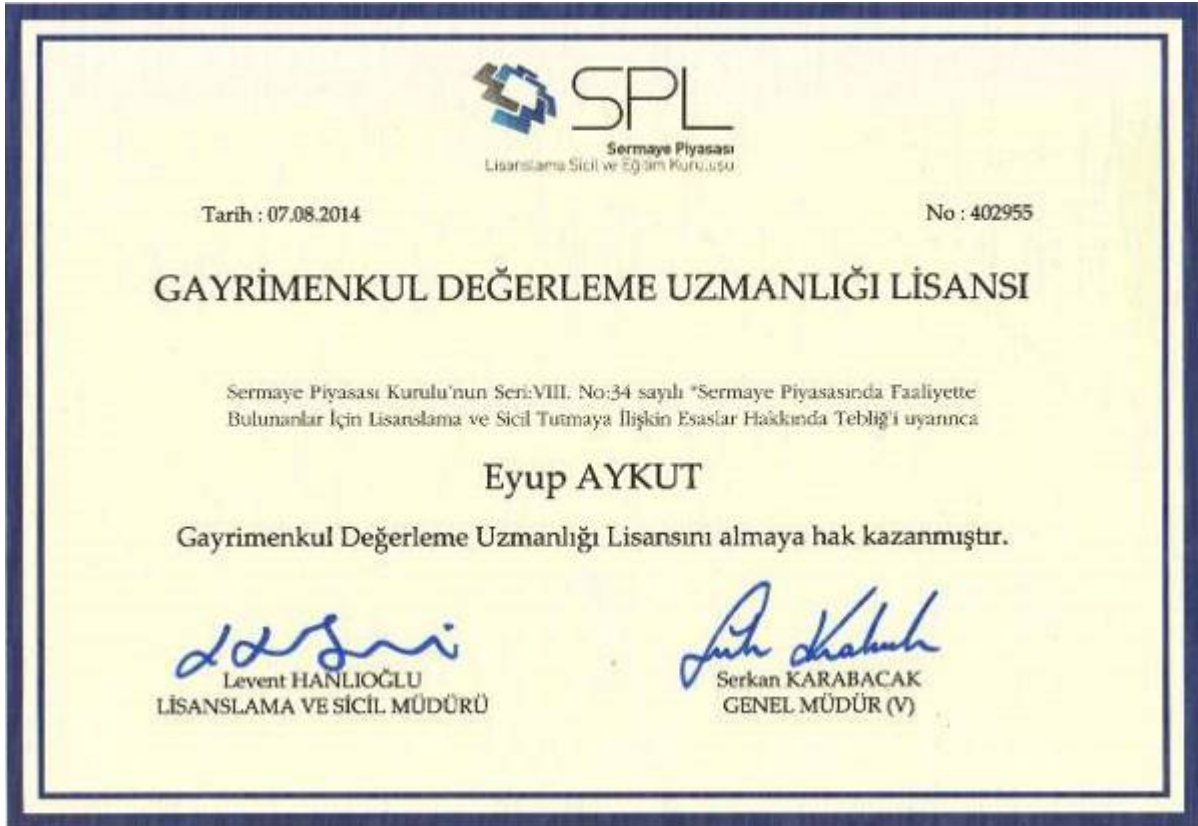 SPL
Sermaye Piyasası
Lisanslama Sicil ve Eğitim Kuruluşu
Tarih : 07.08.2014
No : 402955
GAYRİMENKUL DEĞERLEME UZMANLIĞI LİSANSI
Sermaye Piyasası Kurulu'nun Seri:VIII. No:34 sayılı "Sermaye Piyasasında Faaliyette
Bulunanlar İçin Lisanslama ve Sicil Tutmaya İlişkin Esaslar Hakkında Tebliğ'i uyarınca
Eyup AYKUT
Gayrimenkul Değerleme Uzmanlığı Lisansını almaya hak kazanmıştır.
Levent HANLIOĞLU
LİSANSLAMA VE SİCİL MÜDÜRÜ
Serkan KARABACAK
GENEL MÜDÜR (V)